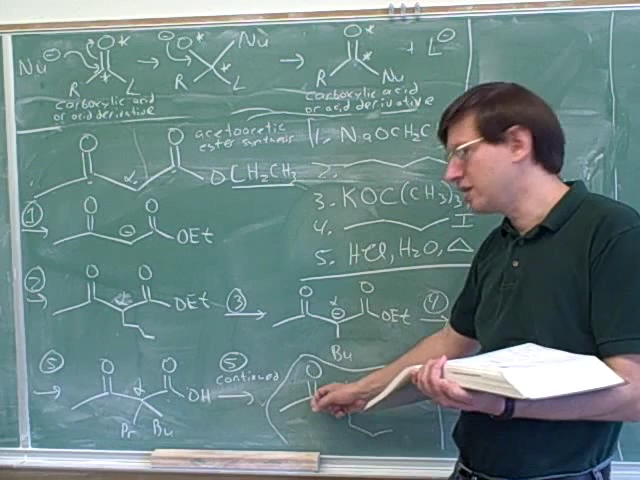 Nu⊖ O* → ⊖O* Nu → O* + L⊖
R * L R L R * Nu
carboxylic acid
or acid derivative
carboxylic acid
or acid derivative
acetoacetic
ester synthesis
O O
α OCH₂CH₃
1. NaOCH₂C
2.
3. KOC(CH₃)₃
4. I
5. HCl, H₂O, Δ
① → O ⊖ O OEt
② → O α O OEt ③ → O α ⊖ O OEt ④
Bu
⑤ → O α O OH ⑤ continued → O
Pr Bu